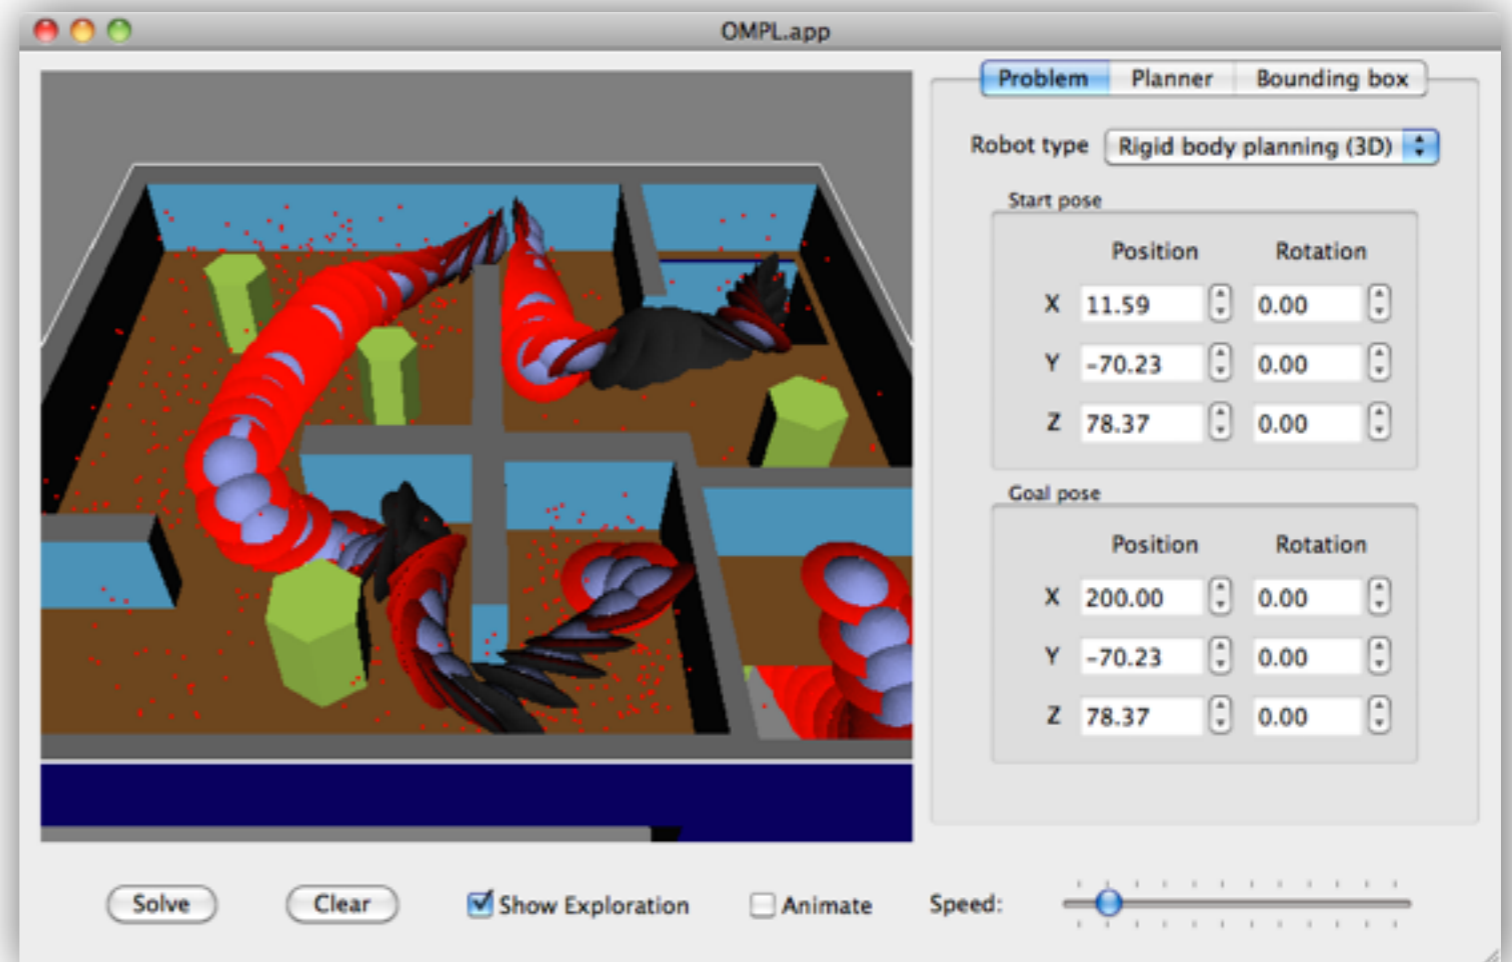 OMPL.app
Problem Planner Bounding box
Robot type Rigid body planning (3D)
Start pose
Position Rotation
X 11.59 0.00
Y -70.23 0.00
Z 78.37 0.00
Goal pose
Position Rotation
X 200.00 0.00
Y -70.23 0.00
Z 78.37 0.00
Solve Clear Show Exploration Animate Speed: